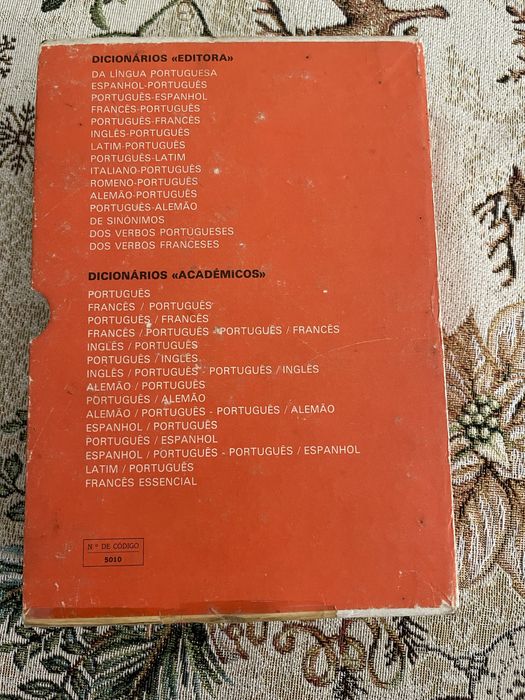 DICIONÁRIOS «EDITORA»
DA LÍNGUA PORTUGUESA
ESPANHOL-PORTUGUÊS
PORTUGUÊS-ESPANHOL
FRANCÊS-PORTUGUÊS
PORTUGUÊS-FRANCÊS
INGLÊS-PORTUGUÊS
LATIM-PORTUGUÊS
PORTUGUÊS-LATIM
ITALIANO-PORTUGUÊS
ROMENO-PORTUGUÊS
ALEMÃO-PORTUGUÊS
PORTUGUÊS-ALEMÃO
DE SINÓNIMOS
DOS VERBOS PORTUGUESES
DOS VERBOS FRANCESES
DICIONÁRIOS «ACADÉMICOS»
PORTUGUÊS
FRANCÊS / PORTUGUÊS
PORTUGUÊS / FRANCÊS
FRANCÊS / PORTUGUÊS - PORTUGUÊS / FRANCÊS
INGLÊS / PORTUGUÊS
PORTUGUÊS / INGLÊS
INGLÊS / PORTUGUÊS - PORTUGUÊS / INGLÊS
ALEMÃO / PORTUGUÊS
PORTUGUÊS / ALEMÃO
ALEMÃO / PORTUGUÊS - PORTUGUÊS / ALEMÃO
ESPANHOL / PORTUGUÊS
PORTUGUÊS / ESPANHOL
ESPANHOL / PORTUGUÊS - PORTUGUÊS / ESPANHOL
LATIM / PORTUGUÊS
FRANCÊS ESSENCIAL
N.º DE CÓDIGO
5010